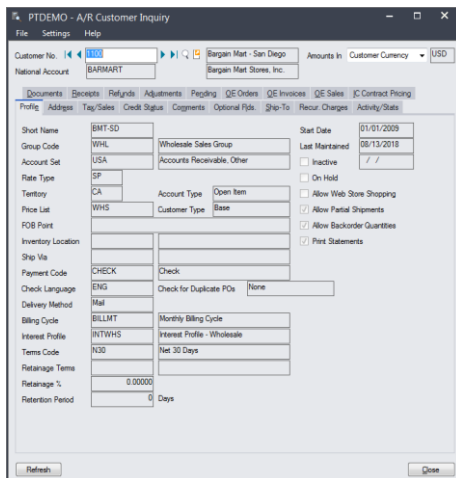 PTDEMO - A/R Customer Inquiry
File Settings Help
Customer No. 1100 Bargain Mart - San Diego Amounts In Customer Currency USD
National Account BARMART Bargain Mart Stores, Inc.
Documents Receipts Refunds Adjustments Pending OE Orders OE Invoices OE Sales IC Contract Pricing
Profile Address Tax/Sales Credit Status Comments Optional Flds. Ship-To Recur. Charges Activity/Stats
Short Name BMT-SD Start Date 01/01/2009
Group Code WHL Wholesale Sales Group Last Maintained 08/13/2018
Account Set USA Accounts Receivable, Other Inactive / /
Rate Type SP On Hold
Territory CA Account Type Open Item Allow Web Store Shopping
Price List WHS Customer Type Base Allow Partial Shipments
FOB Point Allow Backorder Quantities
Inventory Location Print Statements
Ship Via
Payment Code CHECK Check
Check Language ENG Check for Duplicate POs None
Delivery Method Mail
Billing Cycle BILLMT Monthly Billing Cycle
Interest Profile INTWHS Interest Profile - Wholesale
Terms Code N30 Net 30 Days
Retainage Terms
Retainage % 0.00000
Retention Period 0 Days
Refresh Close